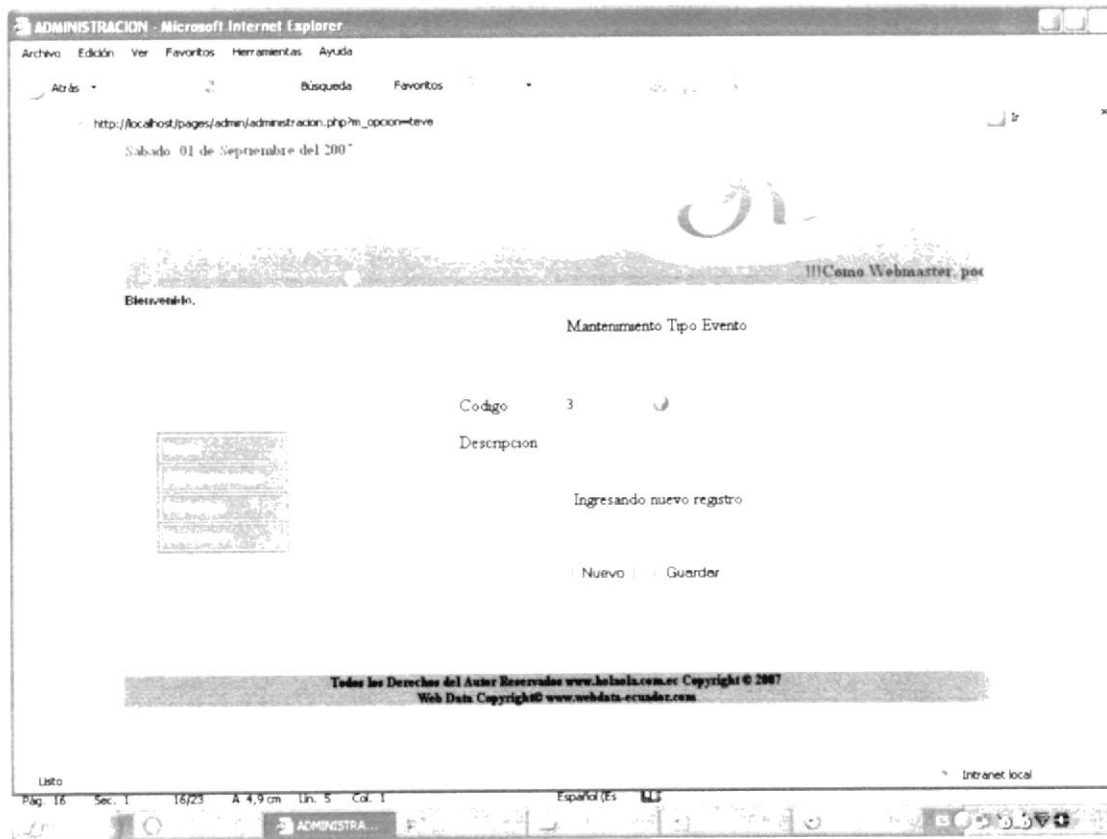 ADMINISTRACION - Microsoft Internet Explorer
Archivo Edición Ver Favoritos Herramientas Ayuda
Atrás Búsqueda Favoritos
http://localhost/pages/admin/administracion.php?m_opcion=teve Ir
Sabado 01 de Septiembre del 200
!!!Como Webmaster, poc
Bienvenido,
Mantenimiento Tipo Evento
Codigo 3
Descripcion
Ingresando nuevo registro
Nuevo Guardar
Todos los Derechos del Autor Reservados www.holaola.com.ec Copyright © 2007
Web Data Copyright© www.webdata-ecuador.com
Listo Intranet local
Pág. 16 Sec. 1 16/23 A 4,9 cm Lín. 5 Col. 1 Español (Es
ADMINISTRA... ES